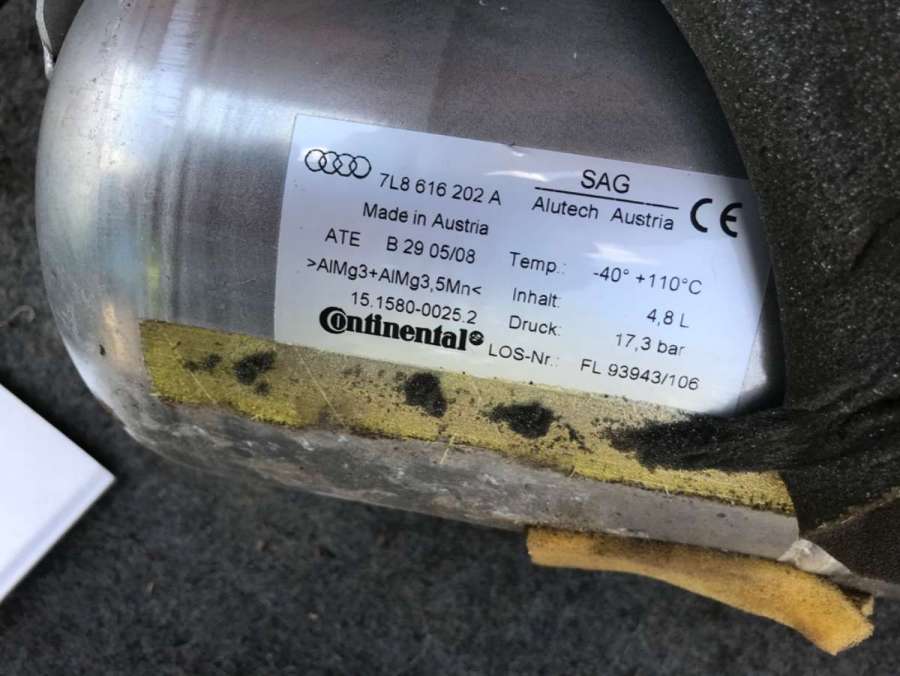 7L8 616 202 A
Made in Austria
ATE B 29 05/08
>AlMg3+AlMg3,5Mn<
15.1580-0025.2
Continental
SAG
Alutech Austria
CE
Temp.: -40° +110°C
Inhalt: 4,8 L
Druck: 17,3 bar
LOS-Nr.: FL 93943/106